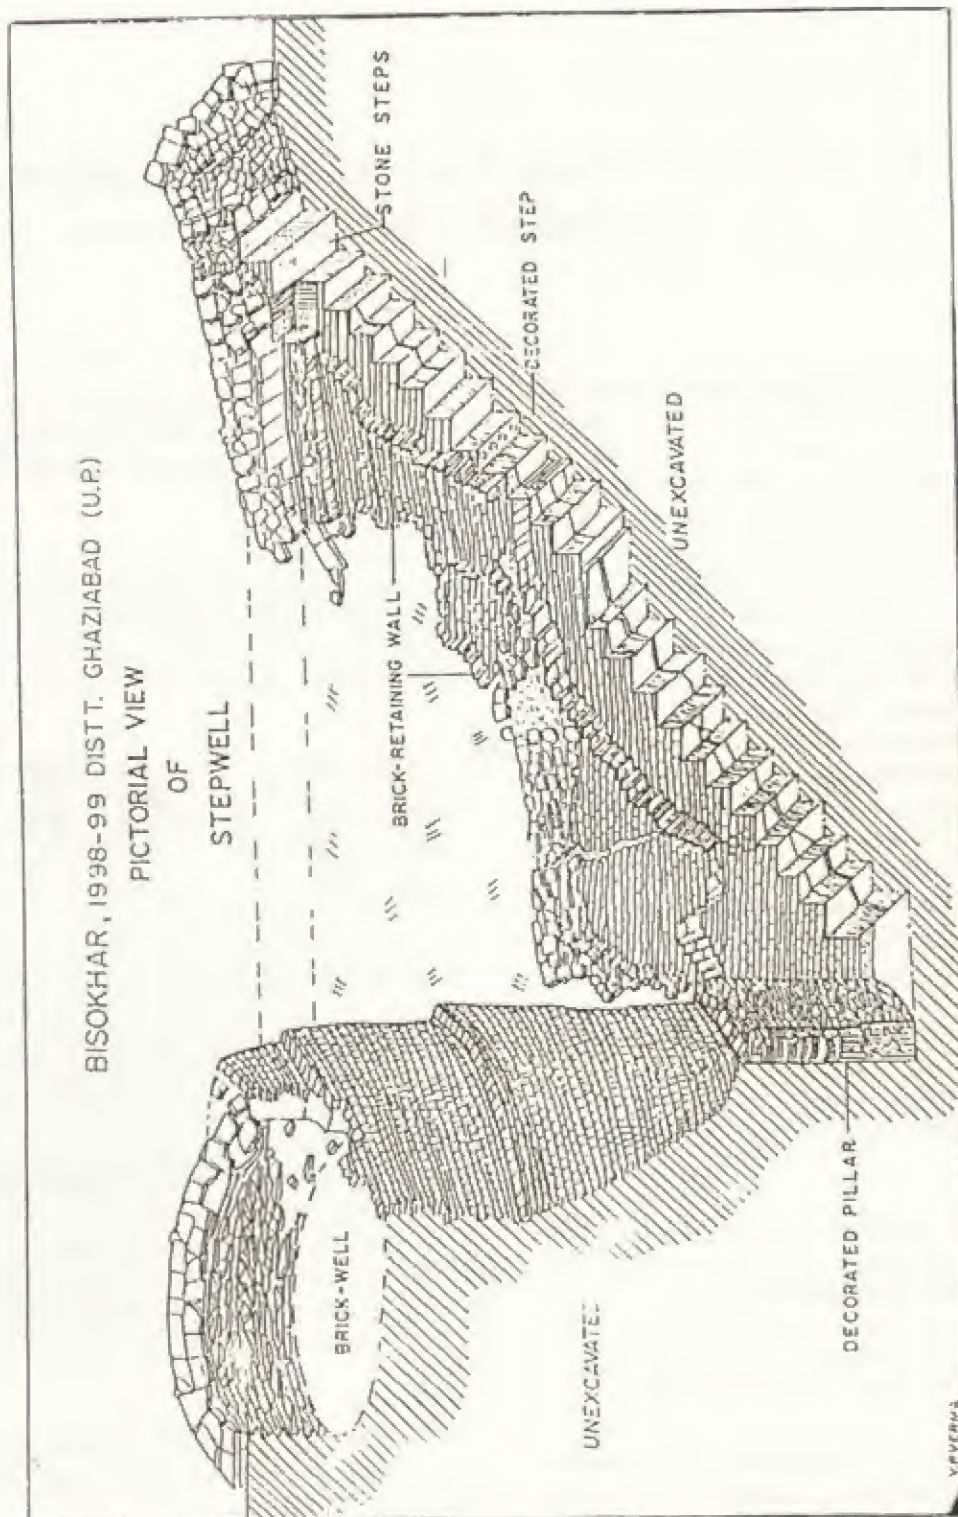 BISOKHAR, 1998-99 DISTT. GHAZIABAD (U.P.)
PICTORIAL VIEW
OF
STEPWELL
STONE STEPS
DECORATED STEP
BRICK-RETAINING WALL
UNEXCAVATED
BRICK-WELL
UNEXCAVATED
DECORATED PILLAR
Y.P.VERMA